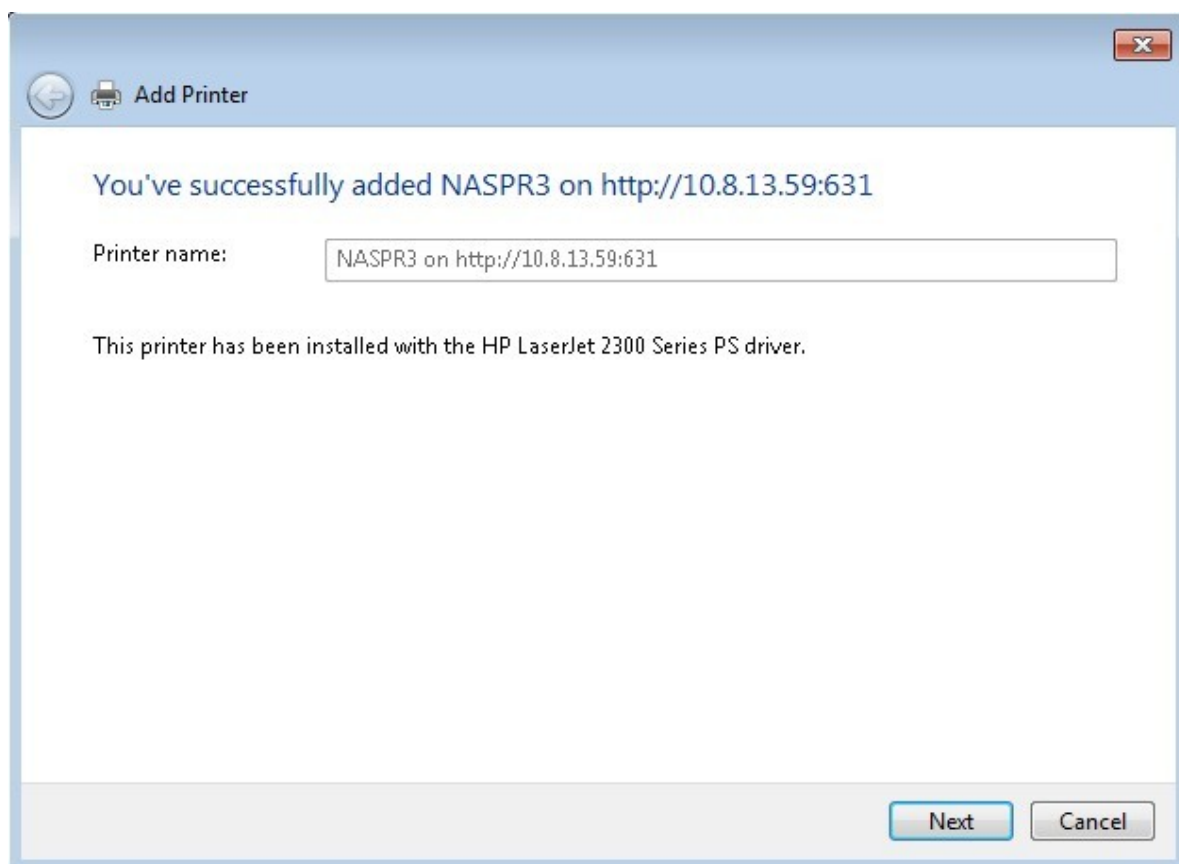 Add Printer
You've successfully added NASPR3 on http://10.8.13.59:631
Printer name:
NASPR3 on http://10.8.13.59:631
This printer has been installed with the HP LaserJet 2300 Series PS driver.
Next
Cancel